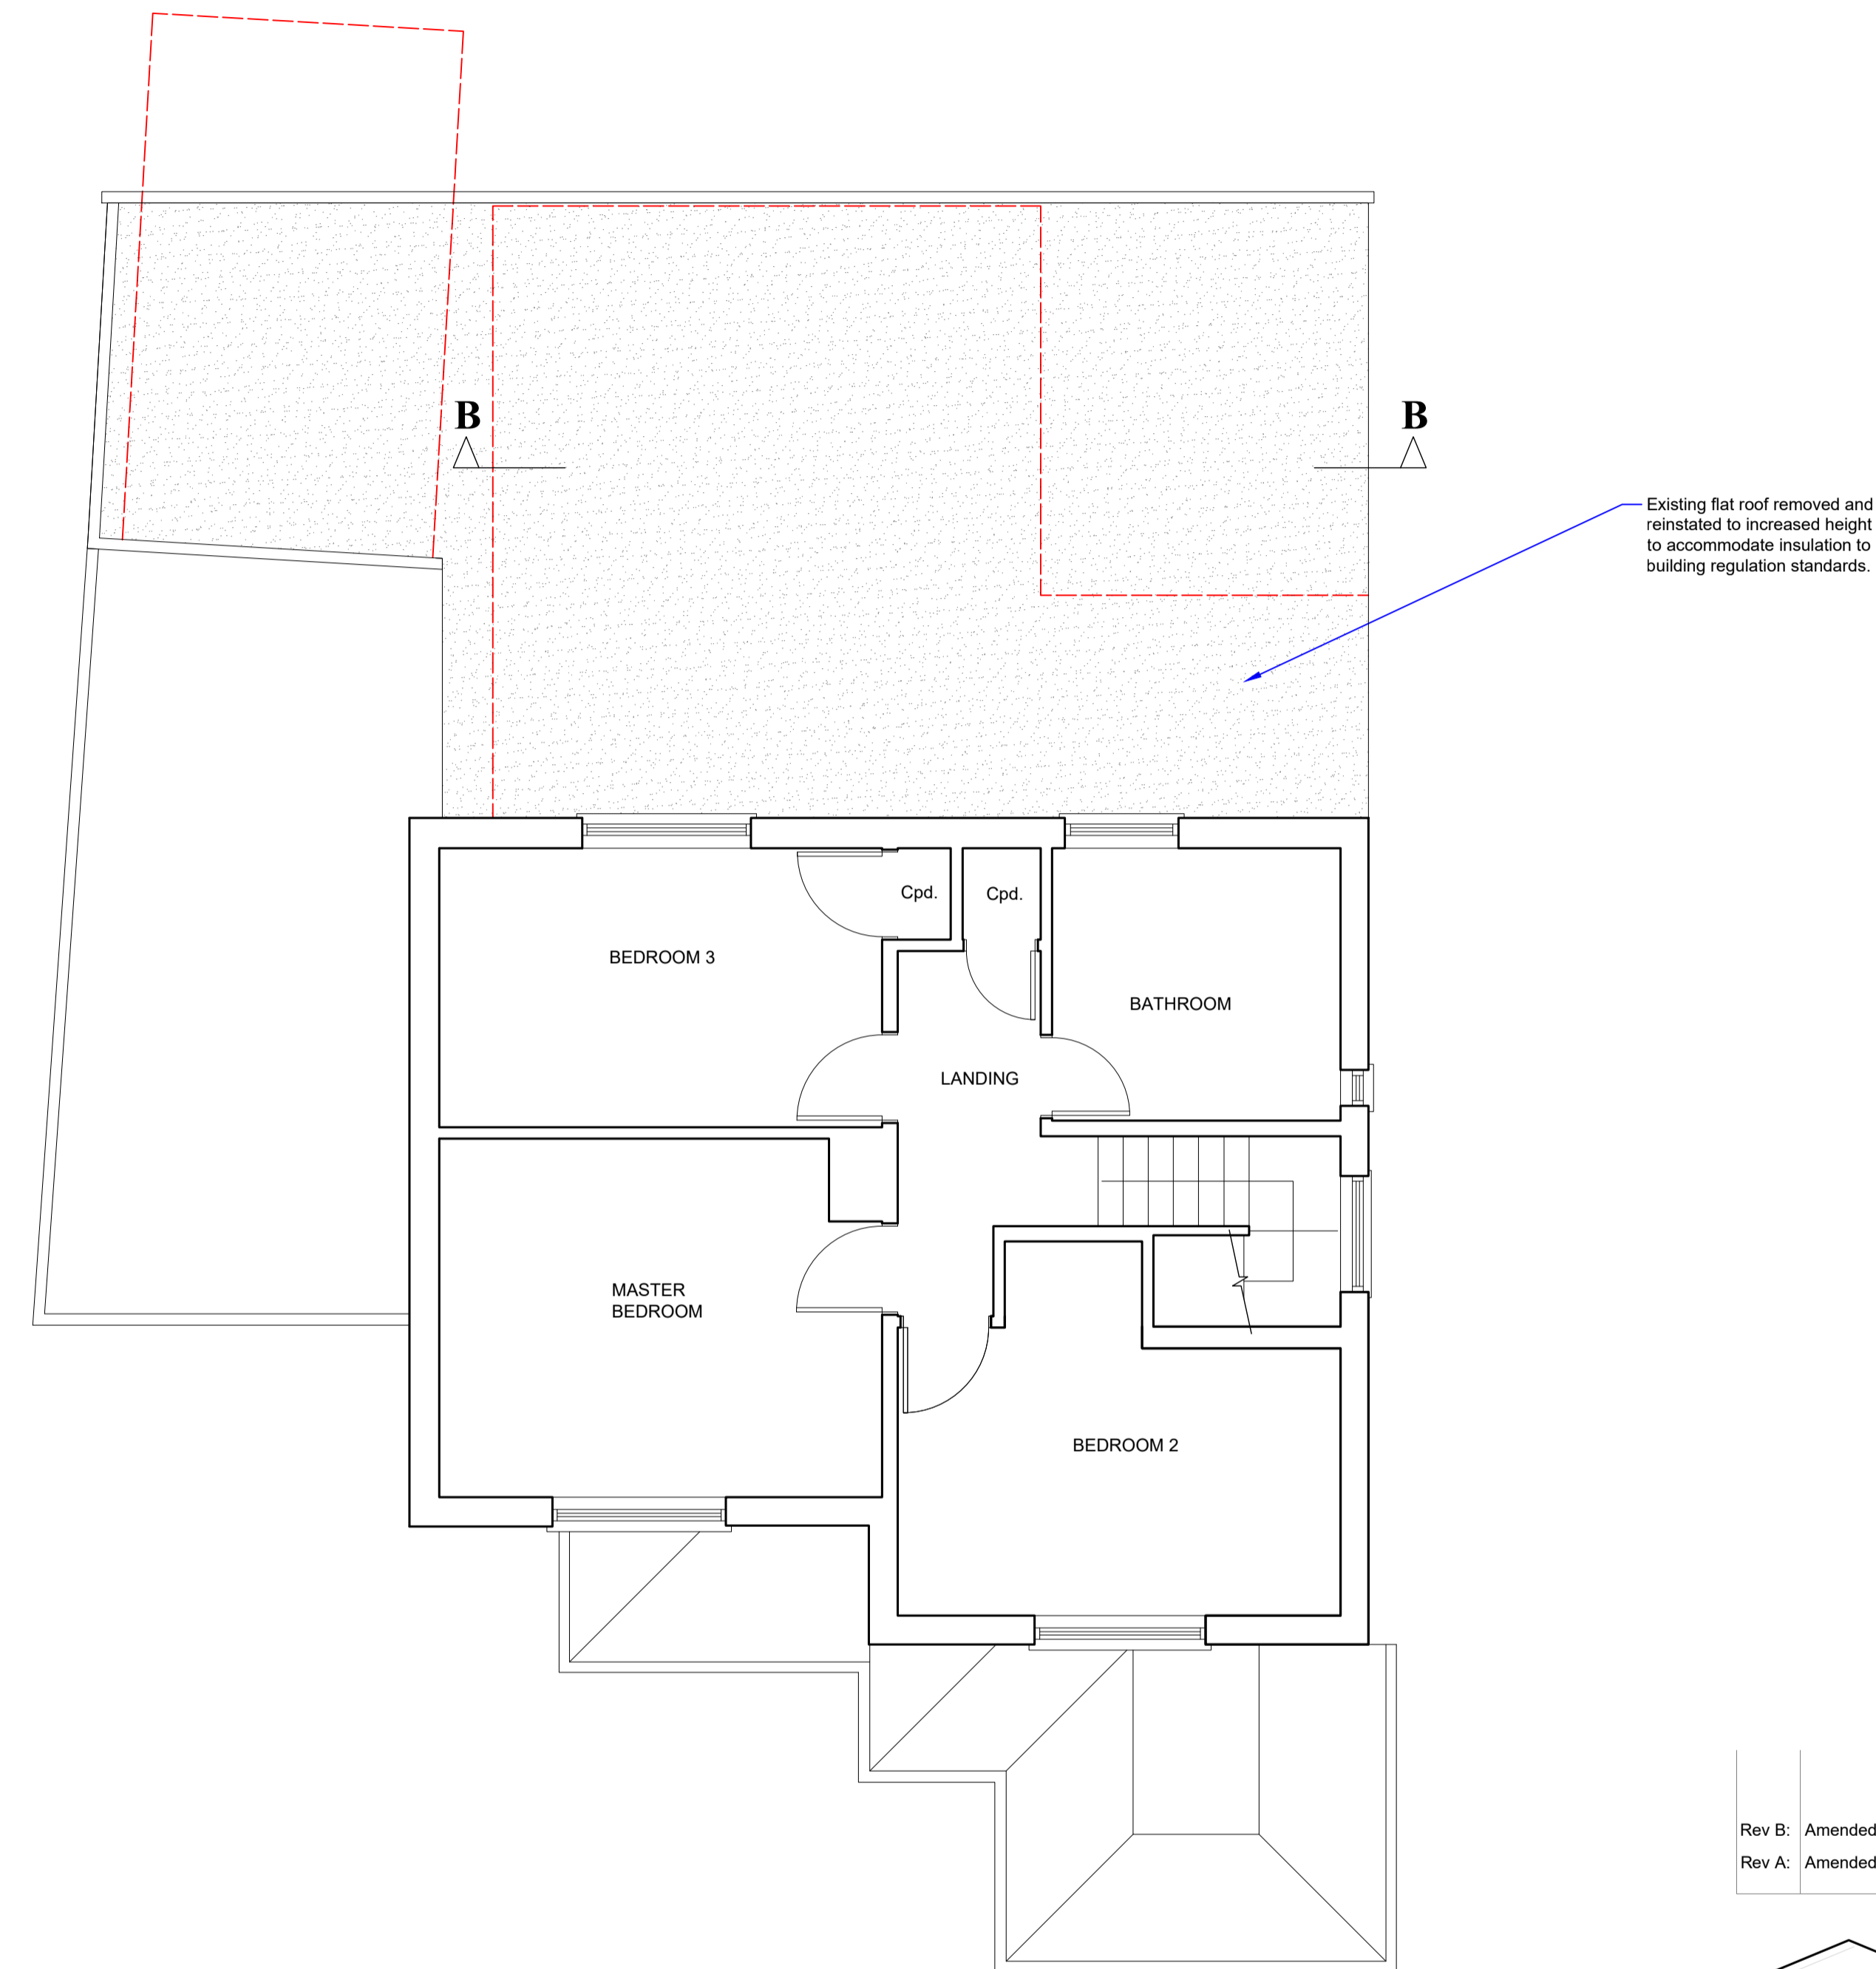 B
B
Existing flat roof removed and
reinstated to increased height
to accommodate insulation to
building regulation standards.
Cpd.
Cpd.
BEDROOM 3
BATHROOM
LANDING
MASTER
BEDROOM
BEDROOM 2
Rev B: Amended
Rev A: Amended